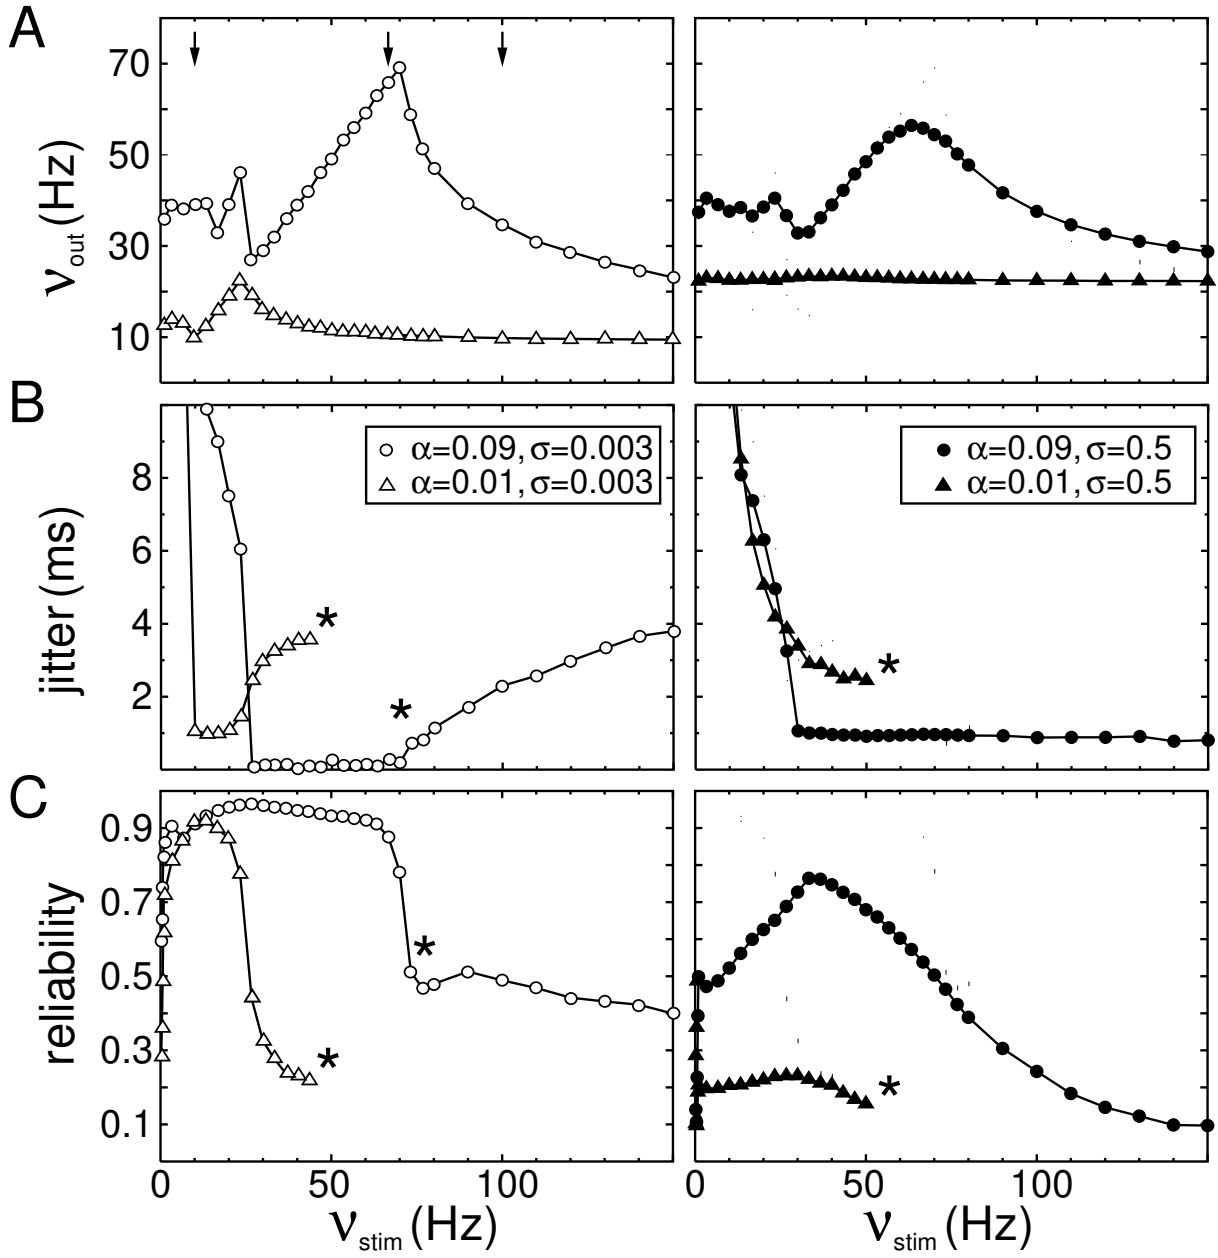 A
70
50
30
10
ν_out (Hz)
B
8
6
4
2
jitter (ms)
α=0.09, σ=0.003
α=0.01, σ=0.003
*
*
α=0.09, σ=0.5
α=0.01, σ=0.5
*
C
0.9
0.7
0.5
0.3
0.1
reliability
*
*
*
0 50 100
0 50 100 150
ν_stim (Hz)
ν_stim (Hz)